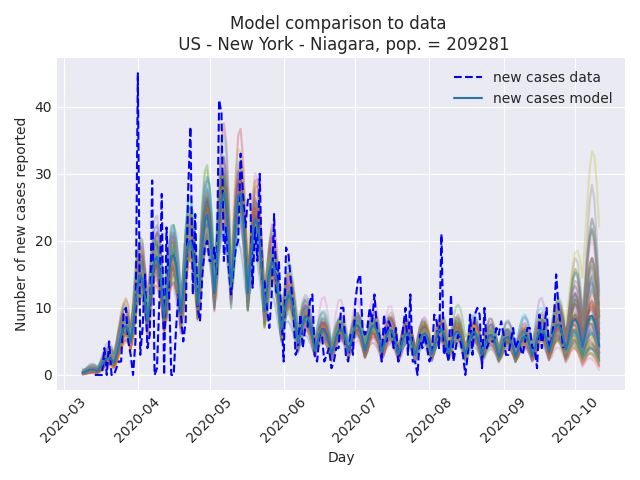 Model comparison to data
US - New York - Niagara, pop. = 209281
new cases data
new cases model
Number of new cases reported
40
30
20
10
0
2020-03
2020-04
2020-05
2020-06
2020-07
2020-08
2020-09
2020-10
Day